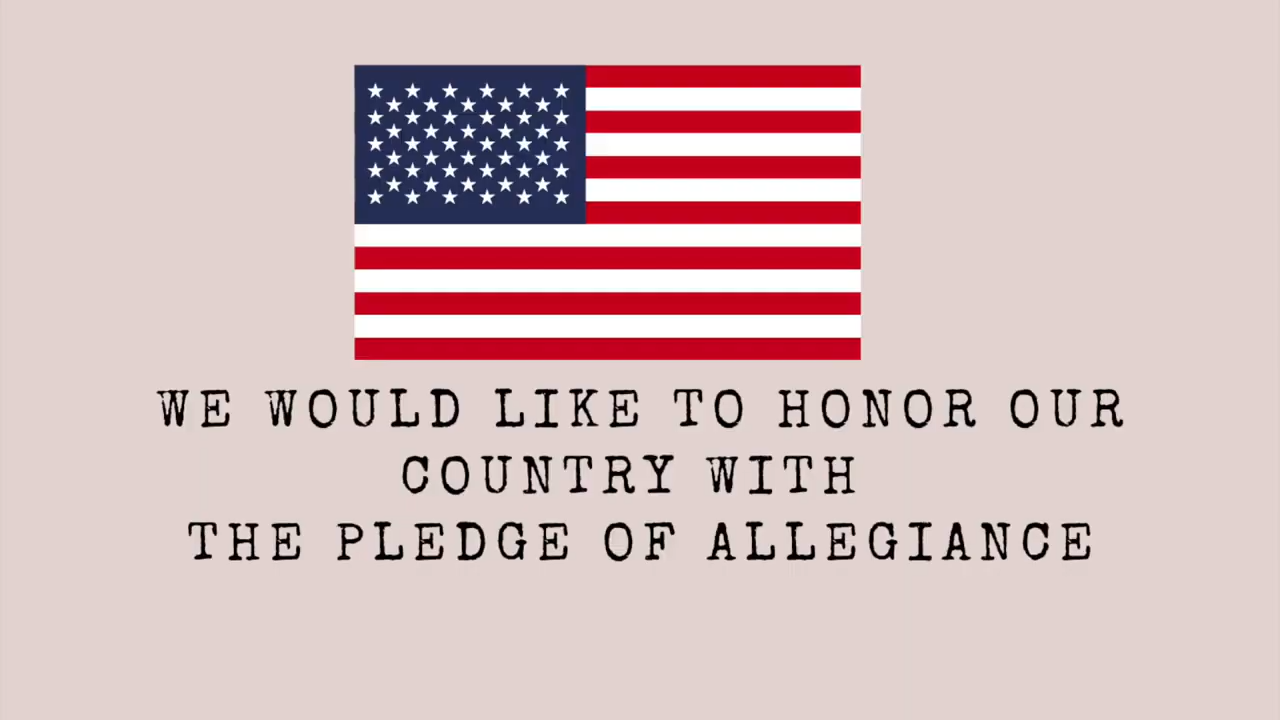 WE WOULD LIKE TO HONOR OUR
COUNTRY WITH
THE PLEDGE OF ALLEGIANCE